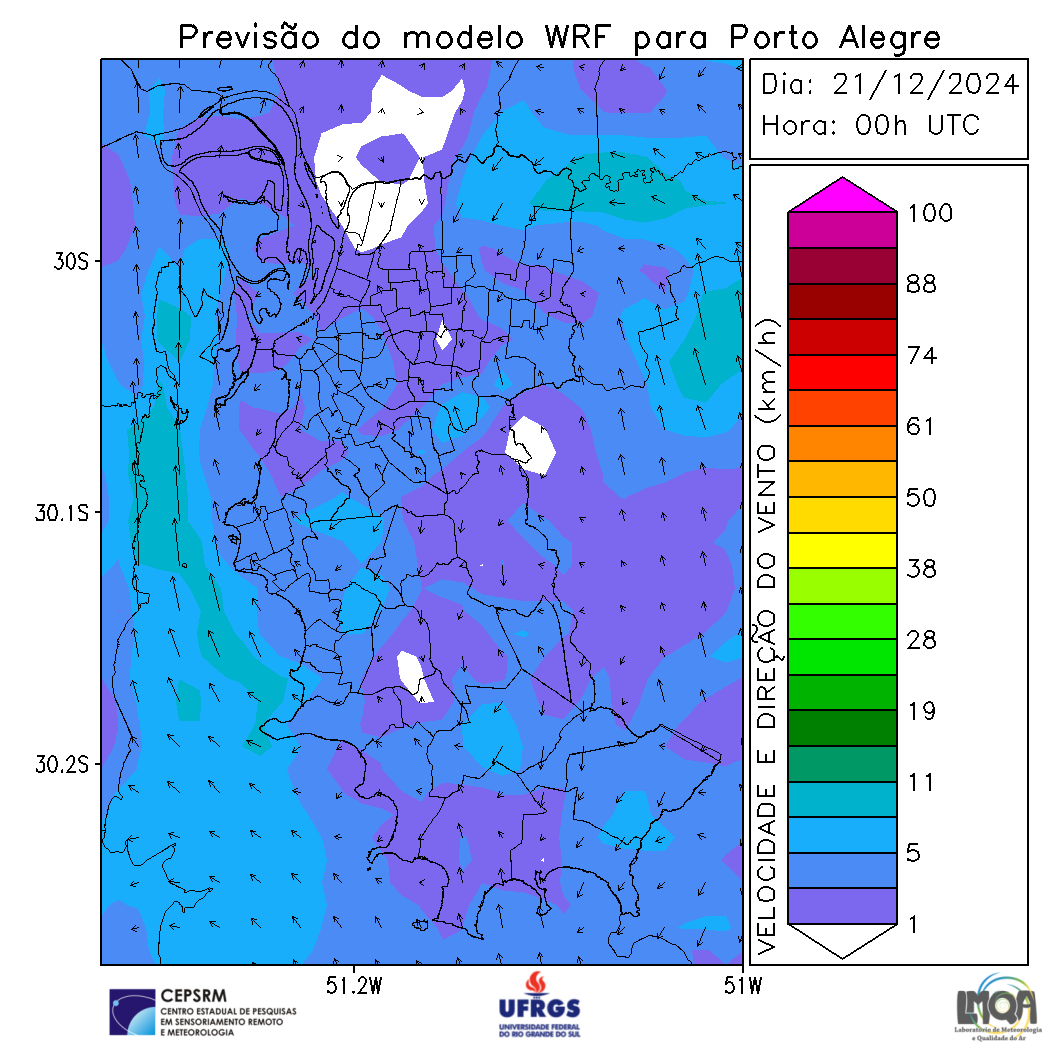 Previsão do modelo WRF para Porto Alegre
Dia: 21/12/2024
Hora: 00h UTC
30S
30.1S
30.2S
51.2W
51W
VELOCIDADE E DIREÇÃO DO VENTO (km/h)
100
88
74
61
50
38
28
19
11
5
1
CEPSRM
CENTRO ESTADUAL DE PESQUISAS
EM SENSORIAMENTO REMOTO
E METEOROLOGIA
UFRGS
UNIVERSIDADE FEDERAL
DO RIO GRANDE DO SUL
LMQA
Laboratório de Meteorologia
e Qualidade do Ar